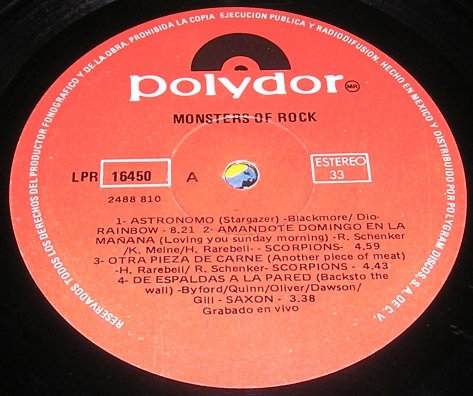 RESERVADOS TODOS LOS DERECHOS DEL PRODUCTOR FONOGRAFICO Y DE LA OBRA. PROHIBIDA LA COPIA EJECUCION PUBLICA Y RADIODIFUSION. HECHO EN MEXICO Y DISTRIBUIDO POR POLYGRAM DISCOS, S.A. DE C.V.
polydor MR
MONSTERS OF ROCK
LPR 16450 A ESTEREO
33
2488 810
1- ASTRONOMO (Stargazer) -Blackmore/ Dio-
RAINBOW - 8.21 2- AMANDOTE DOMINGO EN LA
MAÑANA (Loving you sunday morning) -R. Schenker
/K. Meine/H. Rarebell- -SCORPIONS- 4,59
3- OTRA PIEZA DE CARNE (Another piece of meat)
-H. Rarebell/ R. Schenker- SCORPIONS - 4.43
4- DE ESPALDAS A LA PARED (Backsto the
wall) -Byford/Quinn/Oliver/Dawson/
Gill - SAXON - 3.38
Grabado en vivo